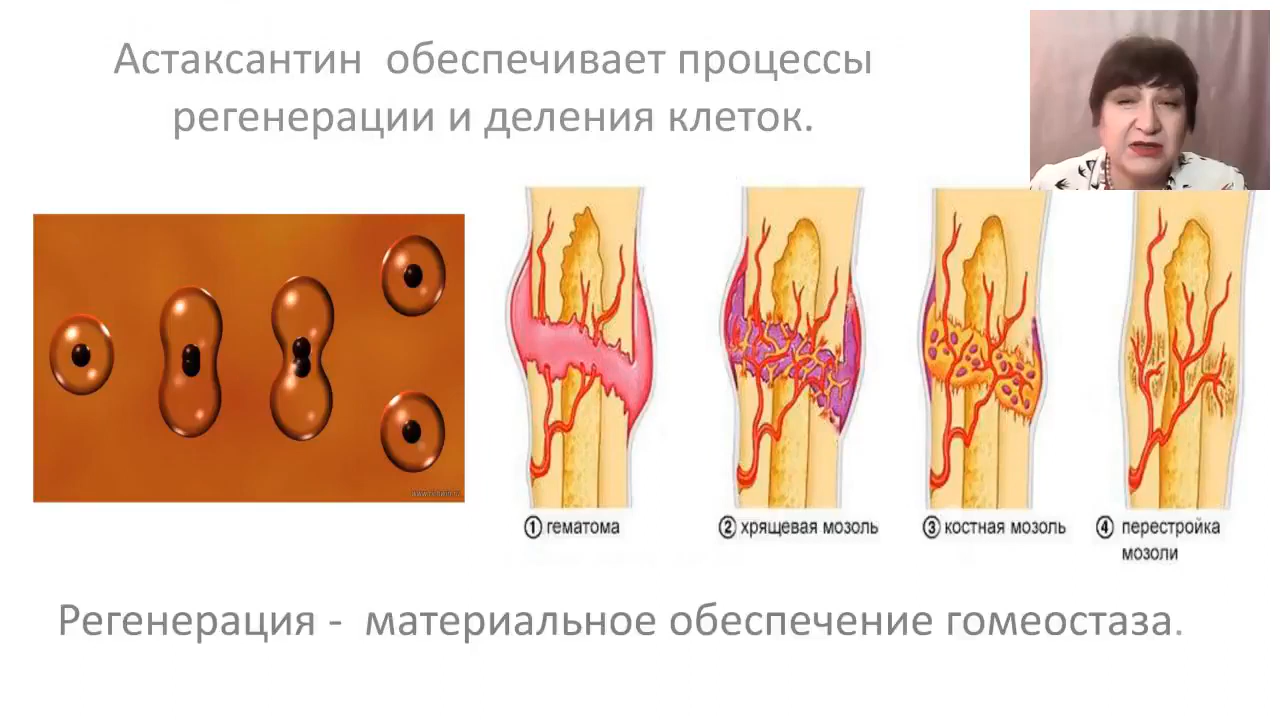 Астаксантин обеспечивает процессы
регенерации и деления клеток.
① гематома
② хрящевая мозоль
③ костная мозоль
④ перестройка
мозоли
Регенерация - материальное обеспечение гомеостаза.